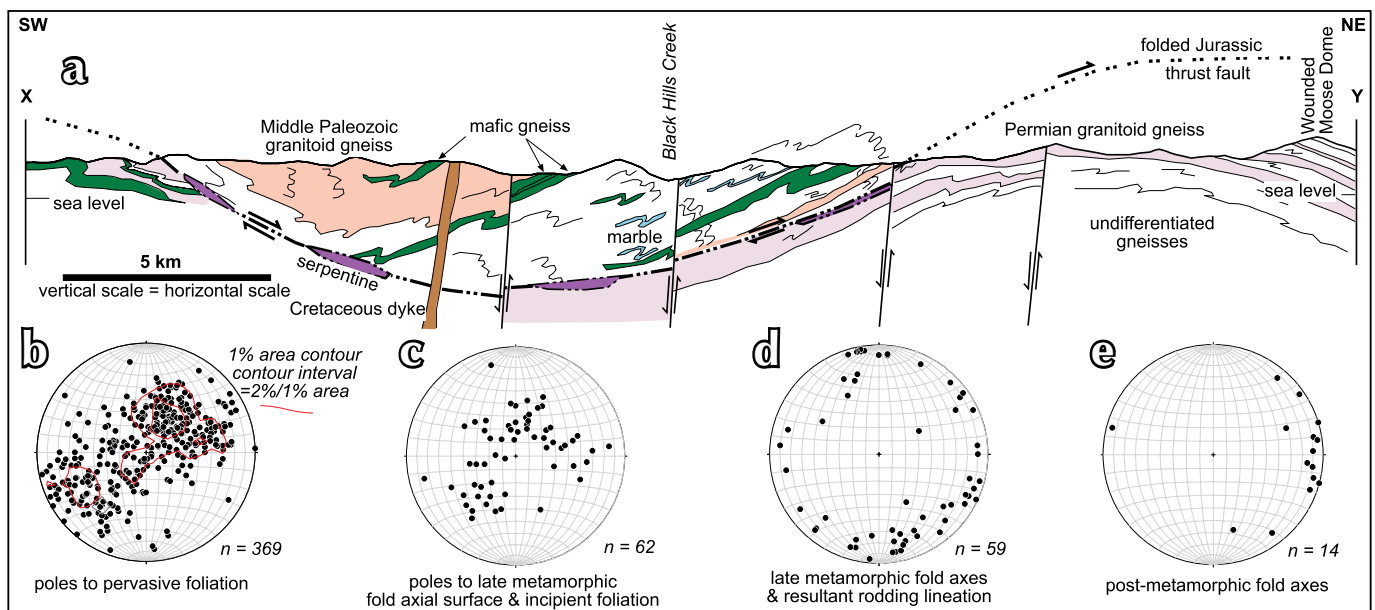 SW
NE
a
X
Y
Black Hills Creek
folded Jurassic
thrust fault
Wounded
Moose Dome
Middle Paleozoic
granitoid gneiss
mafic gneiss
Permian granitoid gneiss
sea level
sea level
marble
undifferentiated
gneisses
5 km
vertical scale = horizontal scale
serpentine
Cretaceous dyke
b
1% area contour
contour interval
=2%/1% area
n = 369
poles to pervasive foliation
c
n = 62
poles to late metamorphic
fold axial surface & incipient foliation
d
n = 59
late metamorphic fold axes
& resultant rodding lineation
e
n = 14
post-metamorphic fold axes